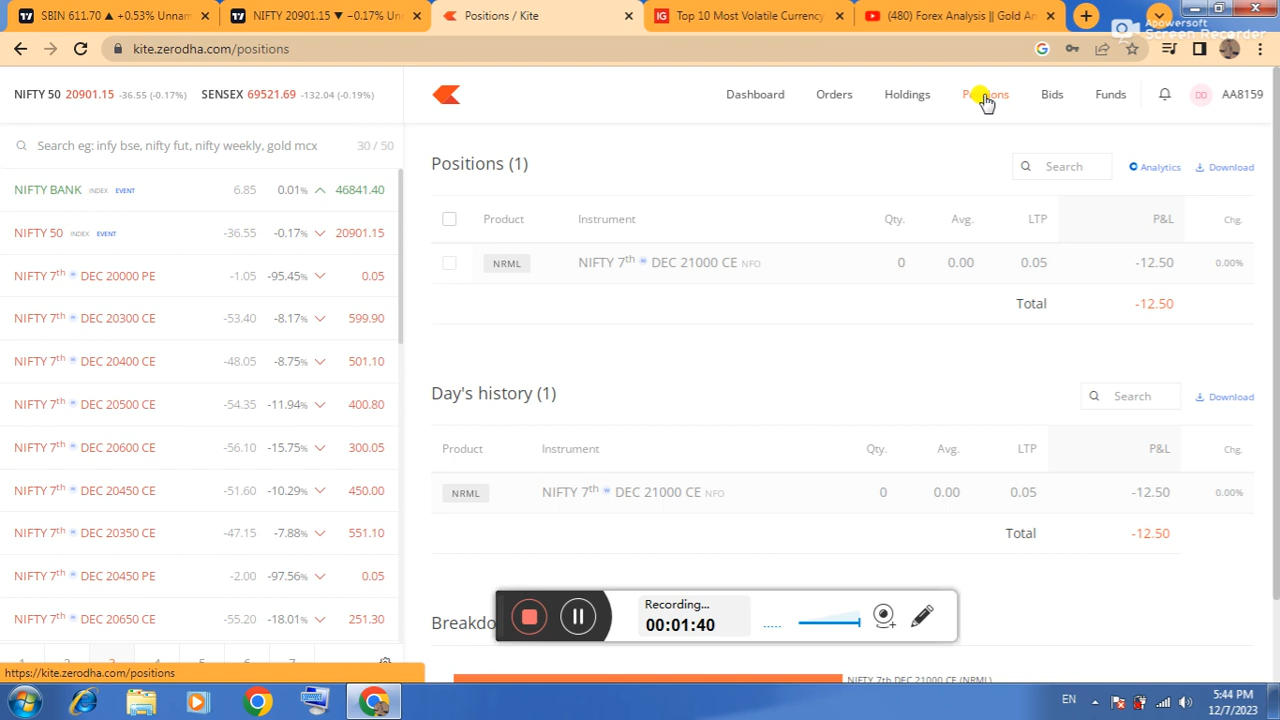 SBIN 611.70 ▲ +0.53% Unnam
NIFTY 20901.15 ▼ −0.17% Un
Positions / Kite
Top 10 Most Volatile Currency
(480) Forex Analysis || Gold An
Apowersoft
Screen Recorder
kite.zerodha.com/positions
NIFTY 50 20901.15 -36.55 (-0.17%) SENSEX 69521.69 -132.04 (-0.19%)
Dashboard Orders Holdings Positions Bids Funds DD AA8159
Search eg: infy bse, nifty fut, nifty weekly, gold mcx 30 / 50
NIFTY BANK INDEX EVENT 6.85 0.01% 46841.40
NIFTY 50 INDEX EVENT -36.55 -0.17% 20901.15
NIFTY 7th w DEC 20000 PE -1.05 -95.45% 0.05
NIFTY 7th w DEC 20300 CE -53.40 -8.17% 599.90
NIFTY 7th w DEC 20400 CE -48.05 -8.75% 501.10
NIFTY 7th w DEC 20500 CE -54.35 -11.94% 400.80
NIFTY 7th w DEC 20600 CE -56.10 -15.75% 300.05
NIFTY 7th w DEC 20450 CE -51.60 -10.29% 450.00
NIFTY 7th w DEC 20350 CE -47.15 -7.88% 551.10
NIFTY 7th w DEC 20450 PE -2.00 -97.56% 0.05
NIFTY 7th w DEC 20650 CE -55.20 -18.01% 251.30
1 2 3 4 5 6 7
Positions (1)
Search Analytics Download
Product Instrument Qty. Avg. LTP P&L Chg.
NRML NIFTY 7th w DEC 21000 CE NFO 0 0.00 0.05 -12.50 0.00%
Total -12.50
Day's history (1)
Search Download
Product Instrument Qty. Avg. LTP P&L Chg.
NRML NIFTY 7th w DEC 21000 CE NFO 0 0.00 0.05 -12.50 0.00%
Total -12.50
Breakdo
NIFTY 7th DEC 21000 CE (NRML)
Recording...
00:01:40
https://kite.zerodha.com/positions
EN
5:44 PM
12/7/2023